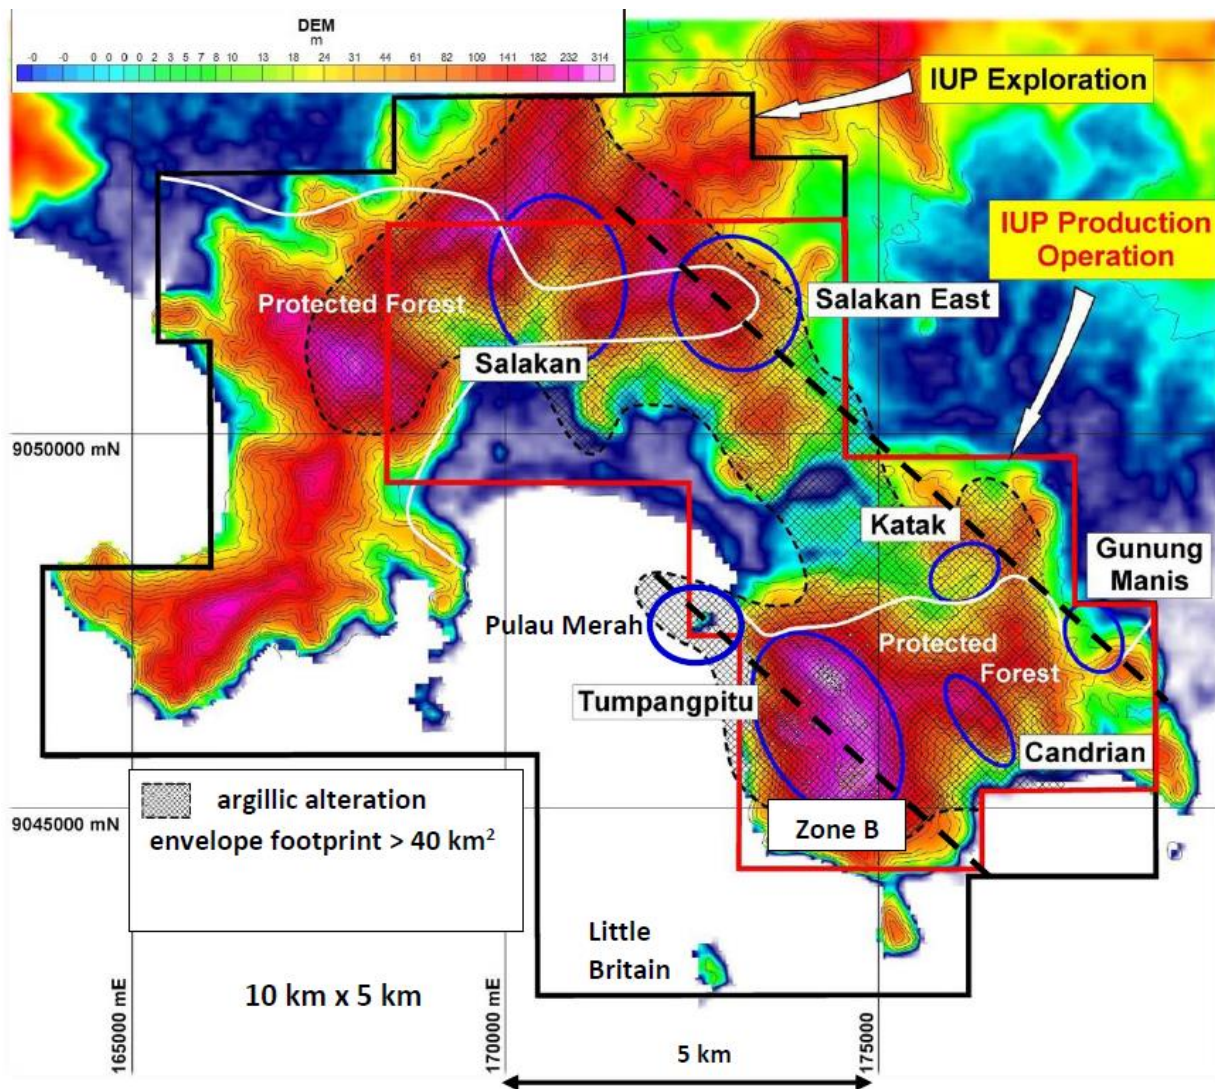 DEM
m
-0 -0 0 0 0 2 3 5 7 8 10 13 18 24 31 44 61 82 109 141 182 232 314
IUP Exploration
IUP Production
Operation
Protected Forest
Salakan East
Salakan
9050000 mN
Katak
Gunung
Manis
Pulau Merah
Protected
Forest
Tumpangpitu
Candrian
argillic alteration
envelope footprint > 40 km²
9045000 mN
Zone B
Little
Britain
10 km x 5 km
165000 mE
170000 mE
175000
5 km